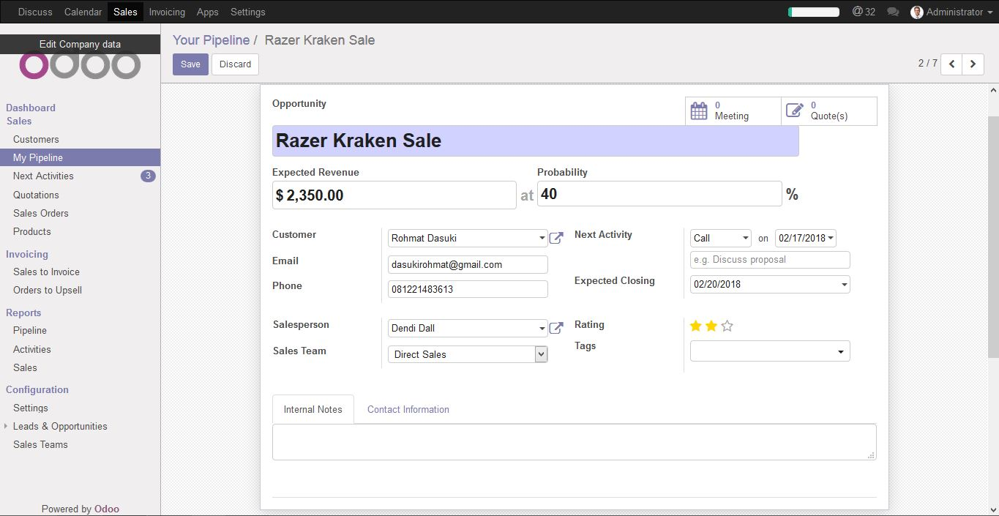 Discuss Calendar Sales Invoicing Apps Settings @ 32 Administrator
Edit Company data
odoo
Your Pipeline / Razer Kraken Sale
Save Discard
2 / 7
Dashboard
Sales
Customers
My Pipeline
Next Activities 3
Quotations
Sales Orders
Products
Invoicing
Sales to Invoice
Orders to Upsell
Reports
Pipeline
Activities
Sales
Configuration
Settings
Leads & Opportunities
Sales Teams
Powered by Odoo
Opportunity
0 Meeting
0 Quote(s)
Razer Kraken Sale
Expected Revenue Probability
$ 2,350.00 at 40 %
Customer Rohmat Dasuki
Email dasukirohmat@gmail.com
Phone 081221483613
Next Activity Call on 02/17/2018
e.g. Discuss proposal
Expected Closing 02/20/2018
Salesperson Dendi Dall
Sales Team Direct Sales
Rating
Tags
Internal Notes Contact Information